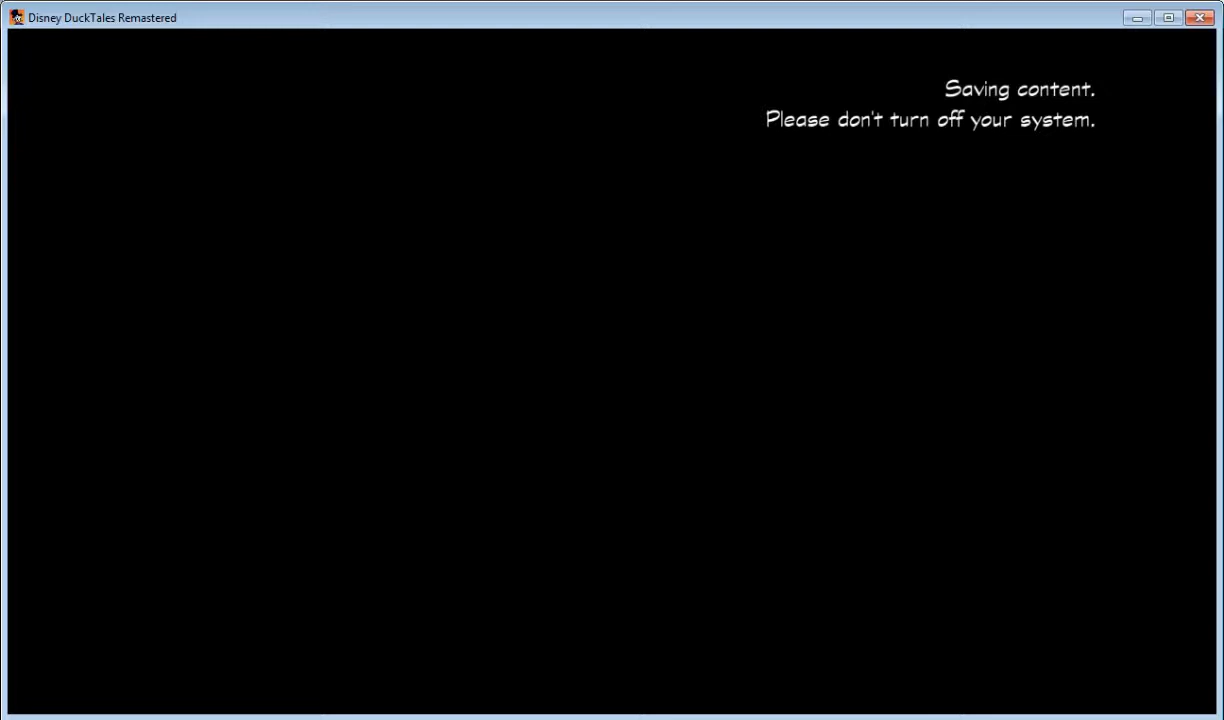 Disney DuckTales Remastered
Saving content.
Please don't turn off your system.